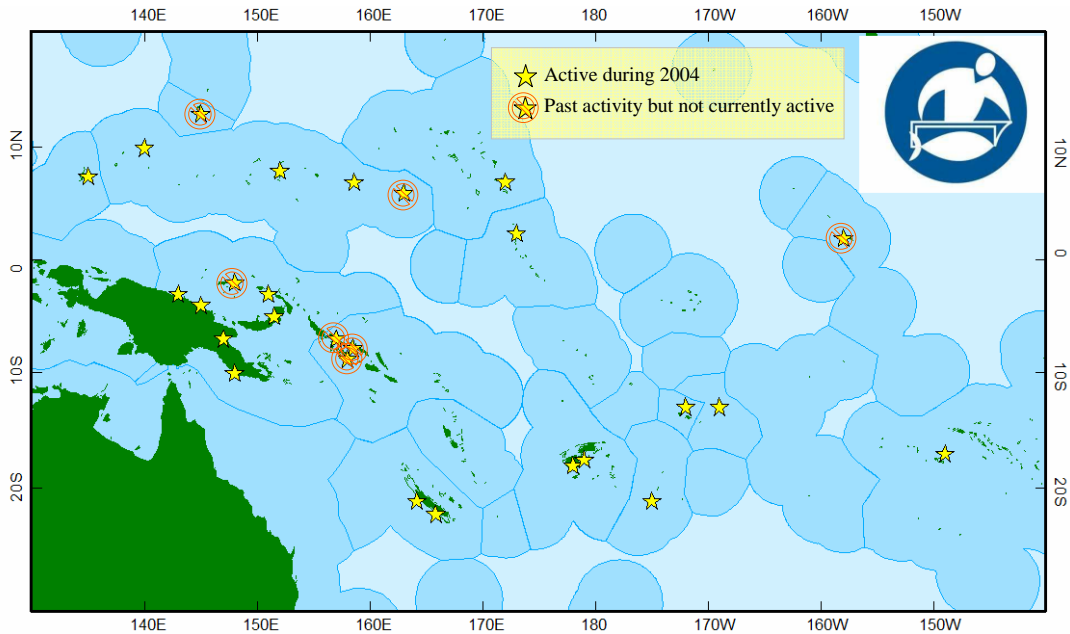 140E 150E 160E 170E 180 160W 150W
Active during 2004
Past activity but not currently active
10N 10N
0 0
10S 10S
20S 20S
140E 150E 160E 170E 180 170W 160W 150W